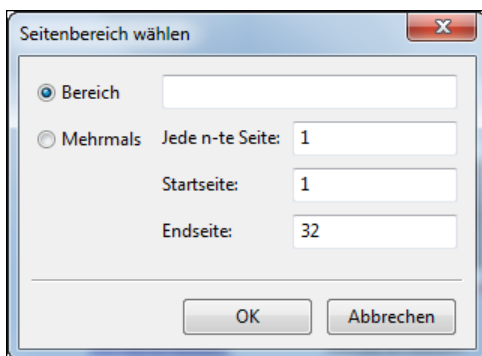 Seitenbereich wählen
Bereich
Mehrmals Jede n-te Seite: 1
Startseite: 1
Endseite: 32
OK Abbrechen